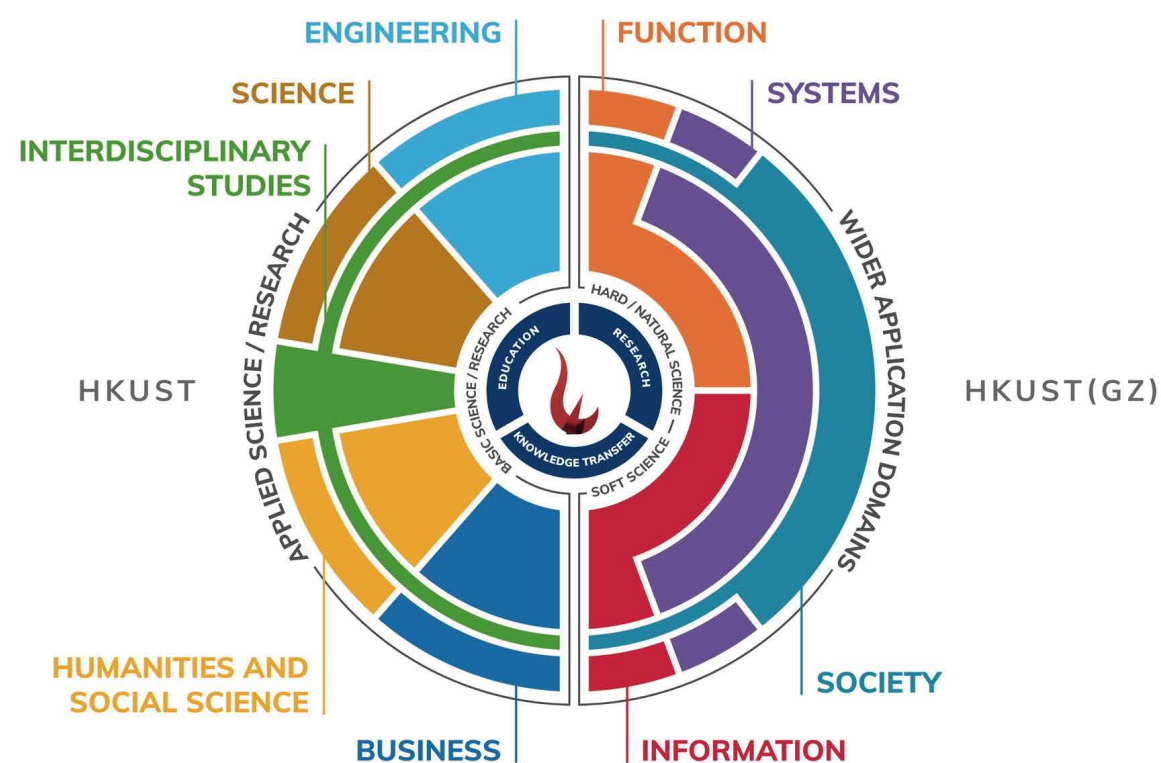 ENGINEERING
FUNCTION
SCIENCE
SYSTEMS
INTERDISCIPLINARY
STUDIES
APPLIED SCIENCE / RESEARCH
WIDER APPLICATION DOMAINS
BASIC SCIENCE / RESEARCH
HARD / NATURAL SCIENCE
SOFT SCIENCE
EDUCATION
RESEARCH
KNOWLEDGE TRANSFER
HKUST
HKUST(GZ)
HUMANITIES AND
SOCIAL SCIENCE
SOCIETY
BUSINESS
INFORMATION